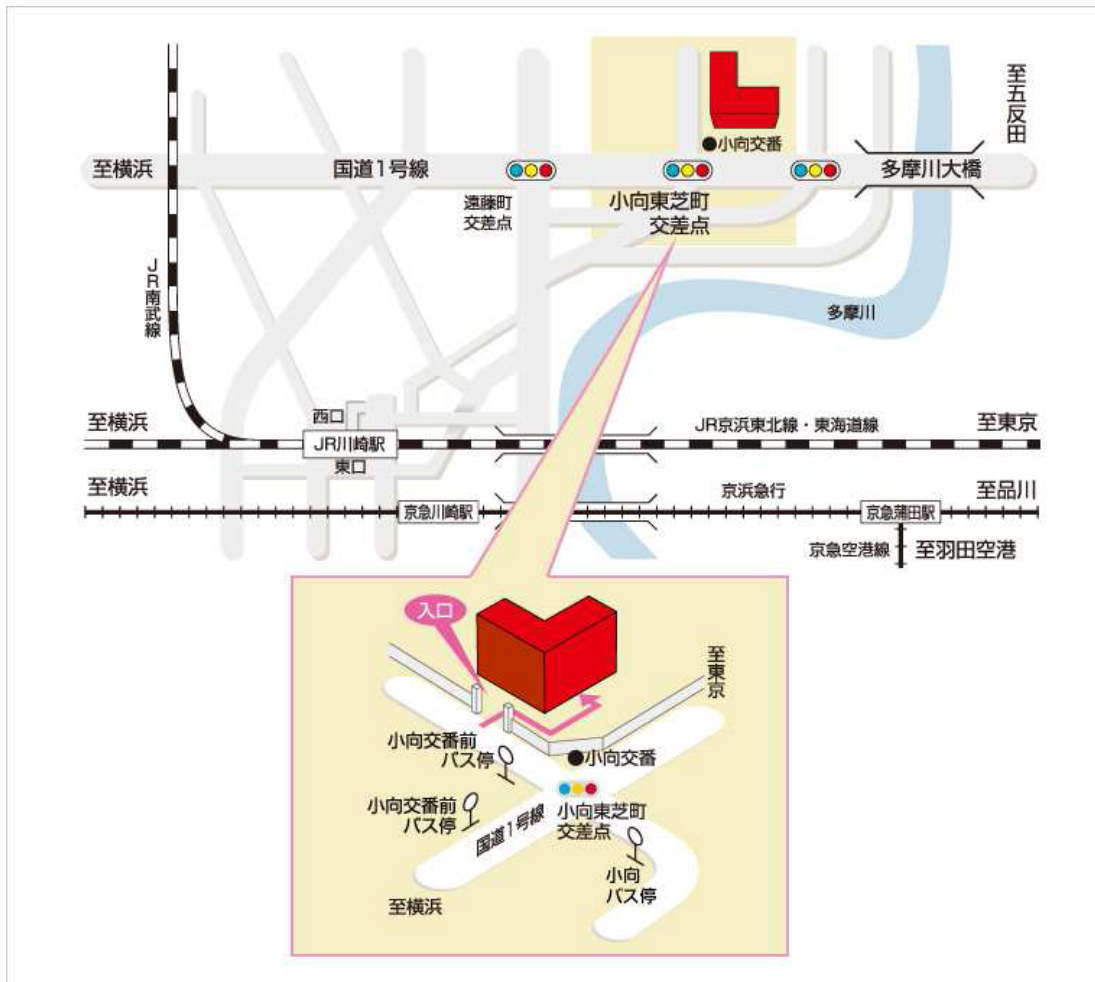 至五反田
小向交番
至横浜
国道1号線
多摩川大橋
遠藤町
交差点
小向東芝町
交差点
JR南武線
多摩川
西口
至横浜
JR川崎駅
JR京浜東北線・東海道線
至東京
東口
至横浜
京急川崎駅
京浜急行
京急蒲田駅
至品川
京急空港線
至羽田空港
入口
至東京
小向交番前
バス停
小向交番
小向交番前
バス停
国道1号線
小向東芝町
交差点
小向
バス停
至横浜